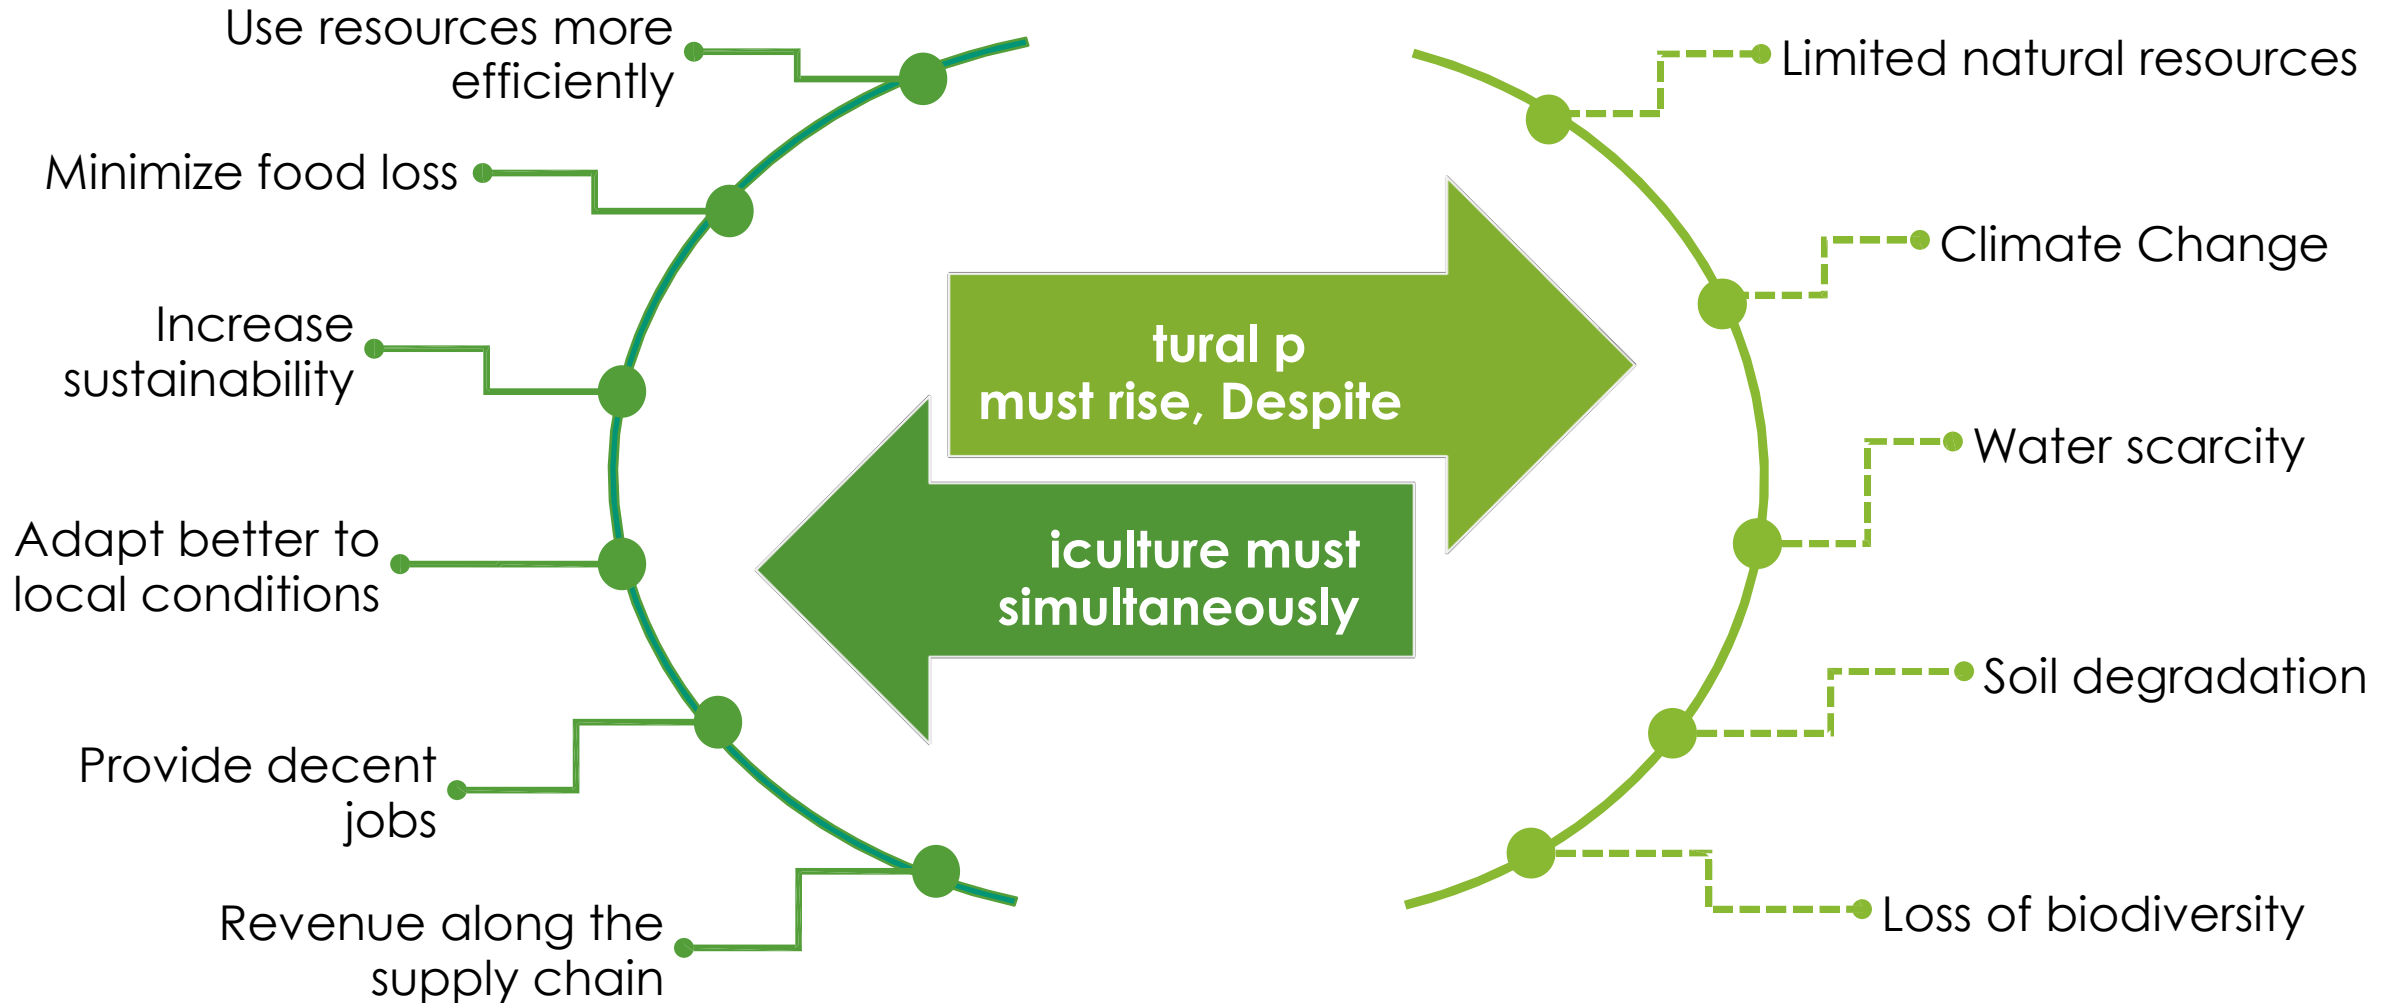 Use resources more
efficiently
Minimize food loss
Increase
sustainability
Adapt better to
local conditions
Provide decent
jobs
Revenue along the
supply chain
tural p
must rise, Despite
iculture must
simultaneously
Limited natural resources
Climate Change
Water scarcity
Soil degradation
Loss of biodiversity